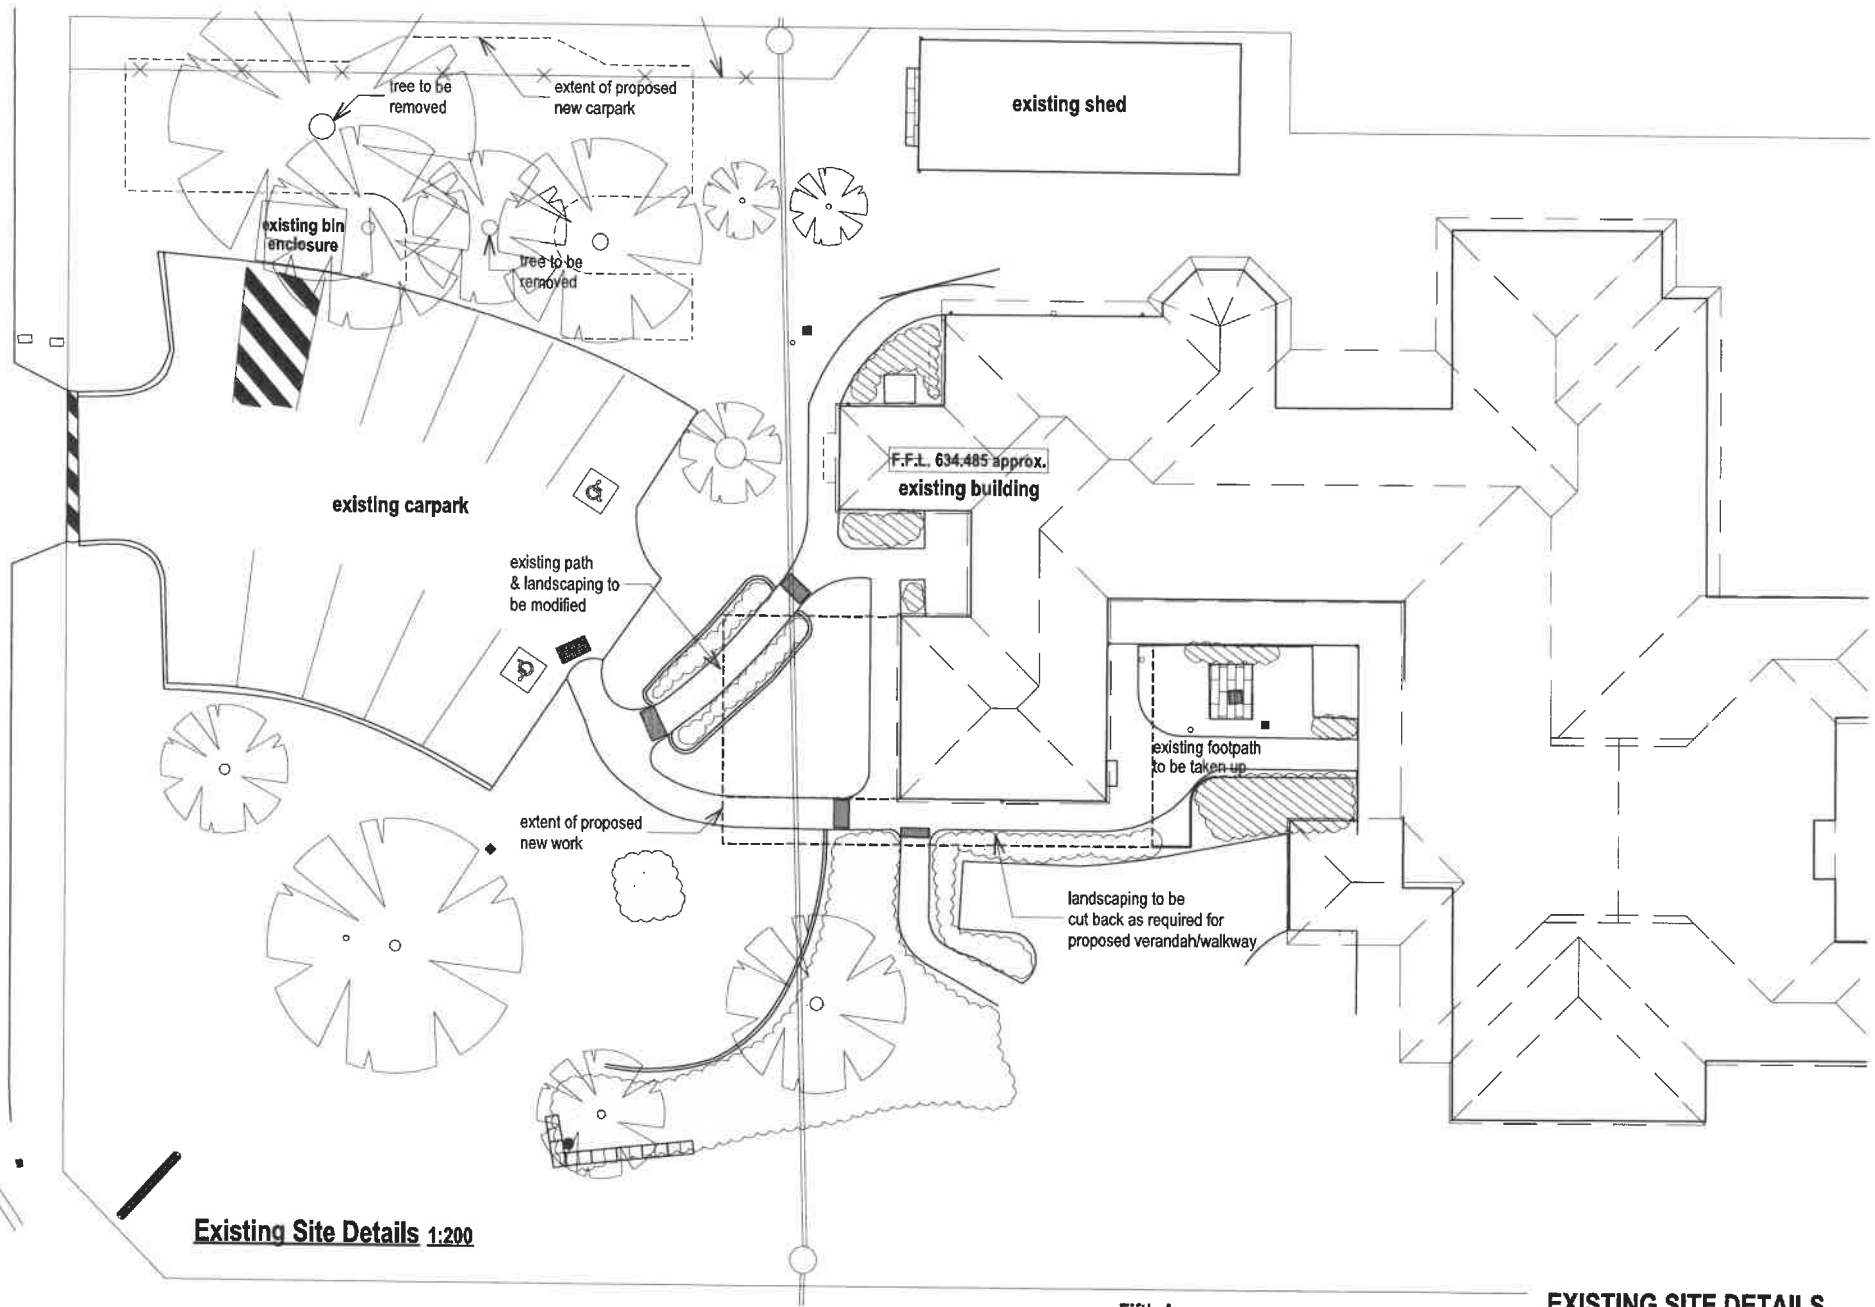 tree to be
removed
extent of proposed
new carpark
existing shed
existing bin
enclosure
tree to be
removed
F.F.L. 634.485 approx.
existing building
existing carpark
existing path
& landscaping to
be modified
existing footpath
to be taken up
extent of proposed
new work
landscaping to be
cut back as required for
proposed verandah/walkway
Existing Site Details 1:200
EXISTING SITE DETAILS